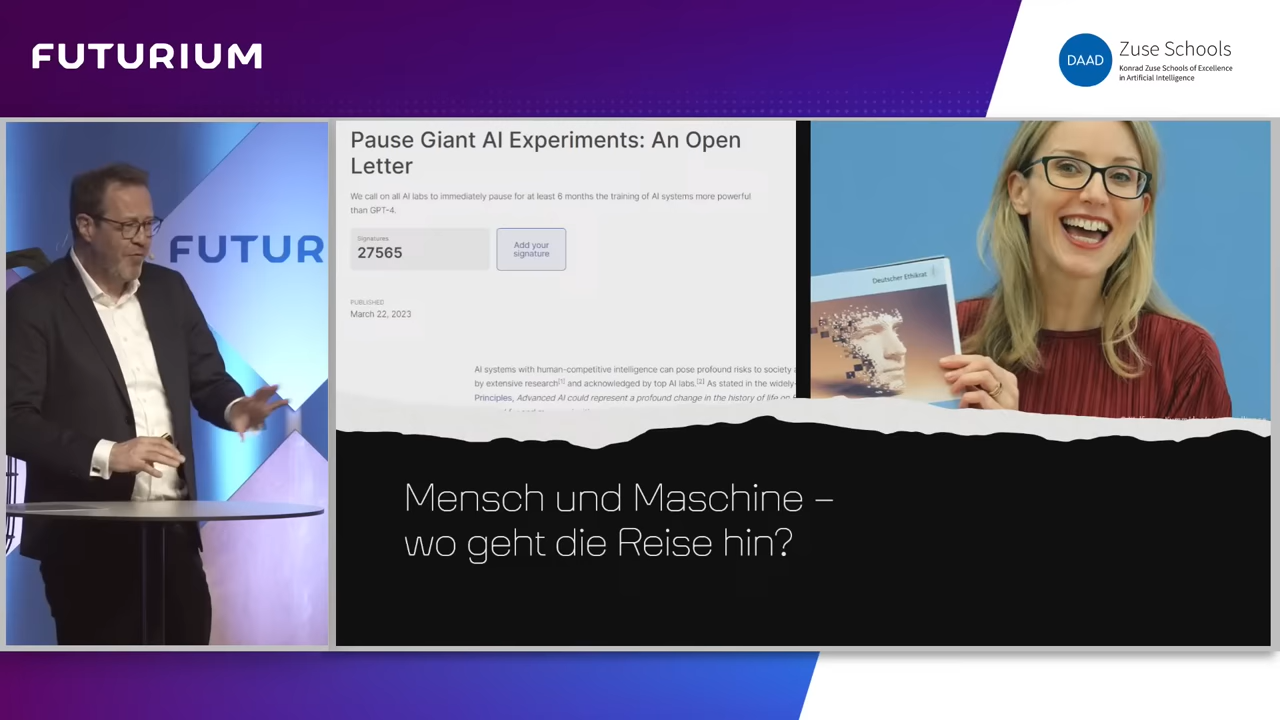 FUTURIUM
DAAD
Zuse Schools
Konrad Zuse Schools of Excellence
in Artificial Intelligence
FUTUR
Pause Giant AI Experiments: An Open
Letter
We call on all AI labs to immediately pause for at least 6 months the training of AI systems more powerful
than GPT-4.
Signatures
27565
Add your
signature
PUBLISHED
March 22, 2023
AI systems with human-competitive intelligence can pose profound risks to society
by extensive research[1] and acknowledged by top AI labs.[2] As stated in the widely-
Principles, Advanced AI could represent a profound change in the history of life on
Deutscher Ethikrat
Mensch und Maschine –
wo geht die Reise hin?